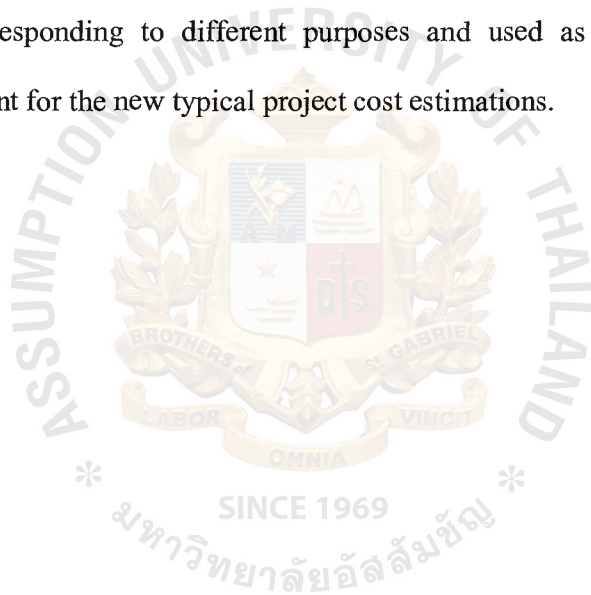 esponding to different purposes and used as
nt for the new typical project cost estimations.
ASSUMPTION UNIVERSITY OF THAILAND
A M
D S
BROTHERS of St GABRIEL
LABOR
VINCIT
OMNIA
* SINCE 1969 *
มหาวิทยาลัยอัสสัมชัญ